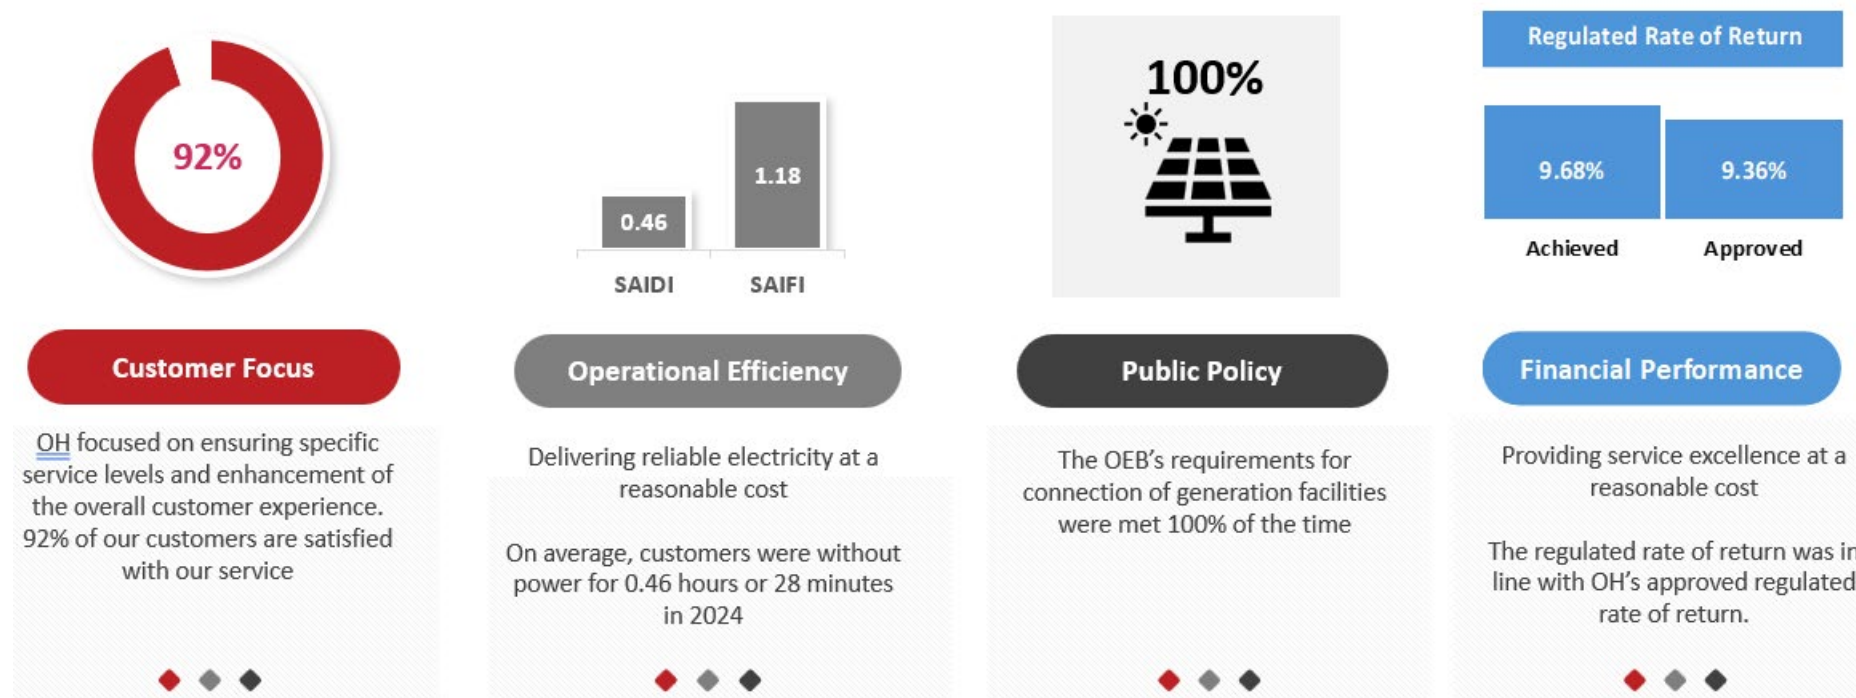 92%
Customer Focus
OH focused on ensuring specific
service levels and enhancement of
the overall customer experience.
92% of our customers are satisfied
with our service
0.46
1.18
SAIDI
SAIFI
Operational Efficiency
Delivering reliable electricity at a
reasonable cost
On average, customers were without
power for 0.46 hours or 28 minutes
in 2024
100%
Public Policy
The OEB’s requirements for
connection of generation facilities
were met 100% of the time
Regulated Rate of Return
9.68%
9.36%
Achieved
Approved
Financial Performance
Providing service excellence at a
reasonable cost
The regulated rate of return was in
line with OH’s approved regulated
rate of return.